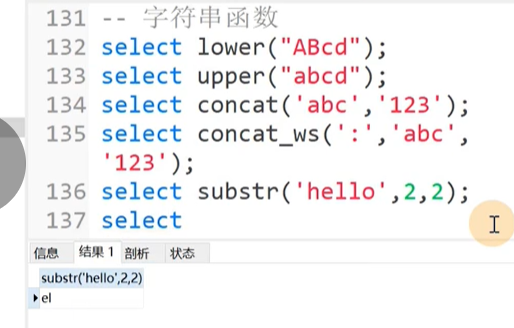 131 -- 字符串函数
132 select lower("ABcd");
133 select upper("abcd");
134 select concat('abc','123');
135 select concat_ws(':','abc',
'123');
136 select substr('hello',2,2);
137 select
信息 结果 1 剖析 状态
substr('hello',2,2)
el